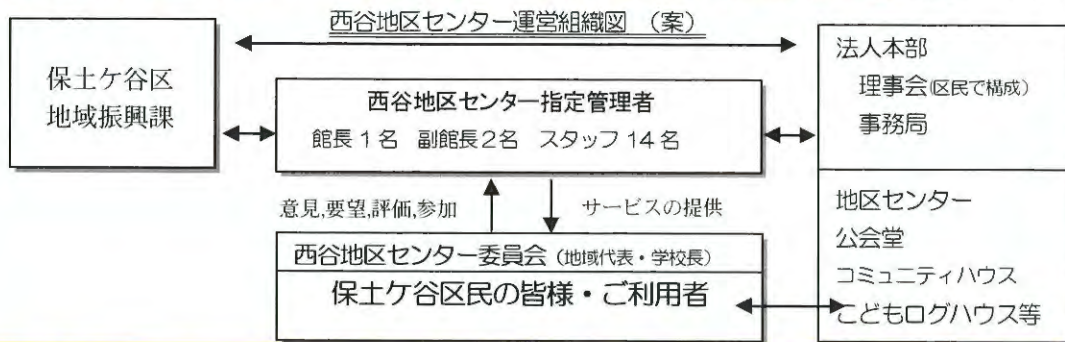 西谷地区センター運営組織図 (案)
保土ケ谷区
地域振興課
西谷地区センター指定管理者
館長1名 副館長2名 スタッフ14名
法人本部
理事会(区民で構成)
事務局
意見,要望,評価,参加
サービスの提供
西谷地区センター委員会 (地域代表・学校長)
保土ケ谷区民の皆様・ご利用者
地区センター
公会堂
コミュニティハウス
こどもログハウス等